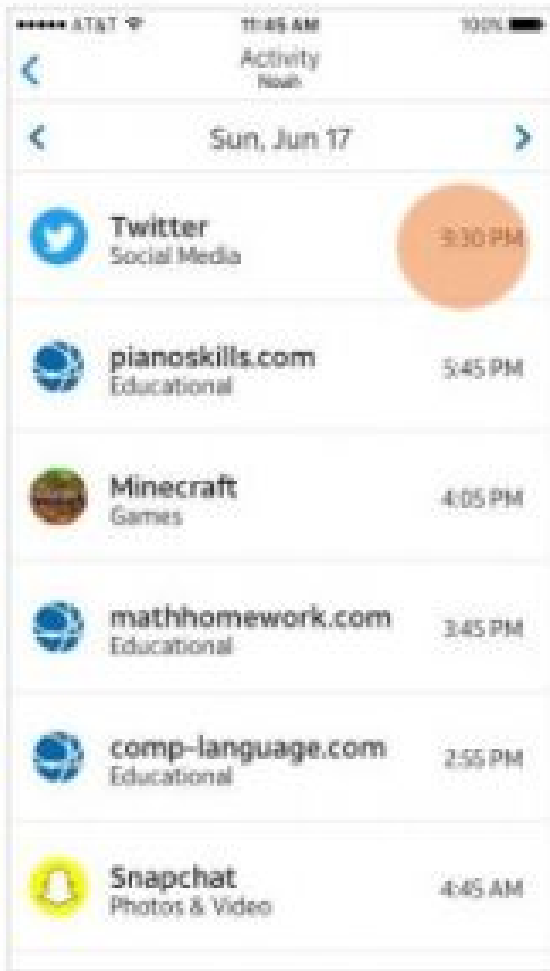 AT&T 11:45 AM 100%
Activity
Noah
Sun, Jun 17
Twitter
Social Media
9:30 PM
pianoskills.com
Educational
5:45 PM
Minecraft
Games
4:05 PM
mathhomework.com
Educational
3:45 PM
comp-language.com
Educational
2:55 PM
Snapchat
Photos & Video
4:45 AM